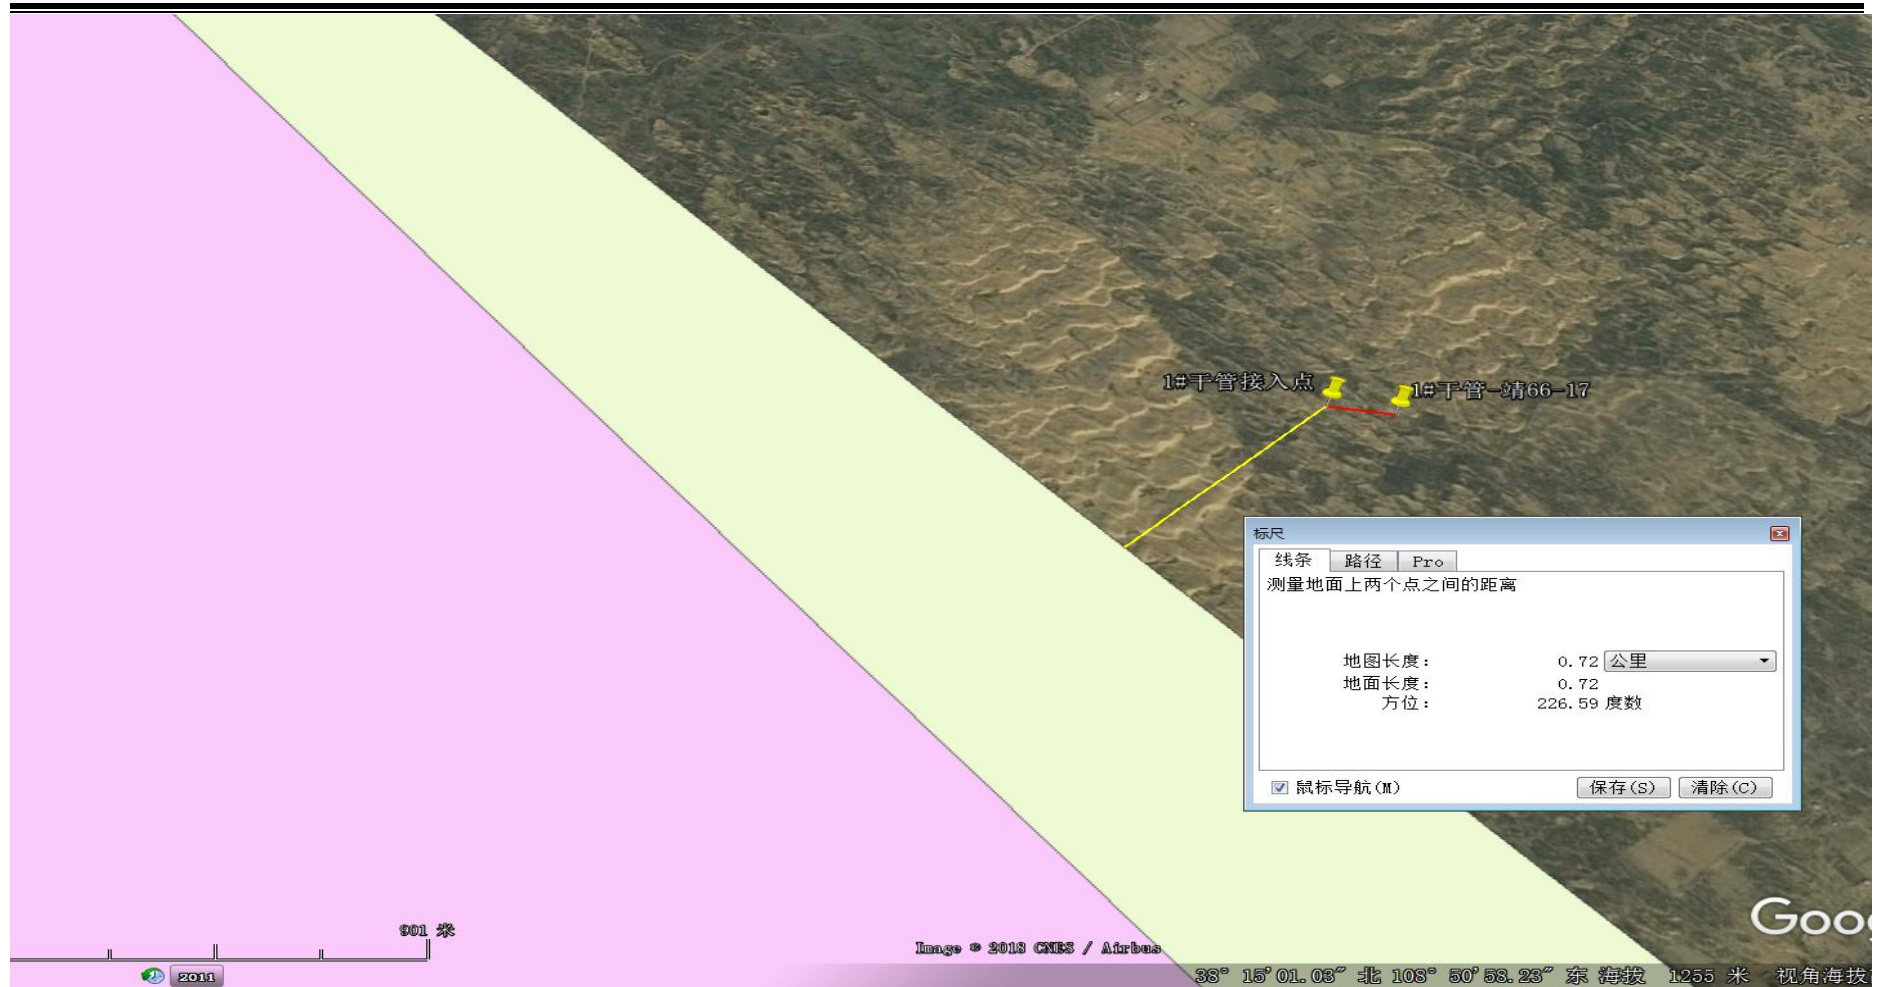 1#干管接入点
1#干管-靖66-17
标尺
线条 路径 Pro
测量地面上两个点之间的距离
地图长度： 0.72 公里
地面长度： 0.72
方位： 226.59 度数
鼠标导航(M) 保存(S) 清除(C)
901 米
Goo
Image © 2018 CNES / Airbus
2011
38° 15′01.03″ 北 108° 50′58.23″ 东 海拔 1255 米 视角海拔